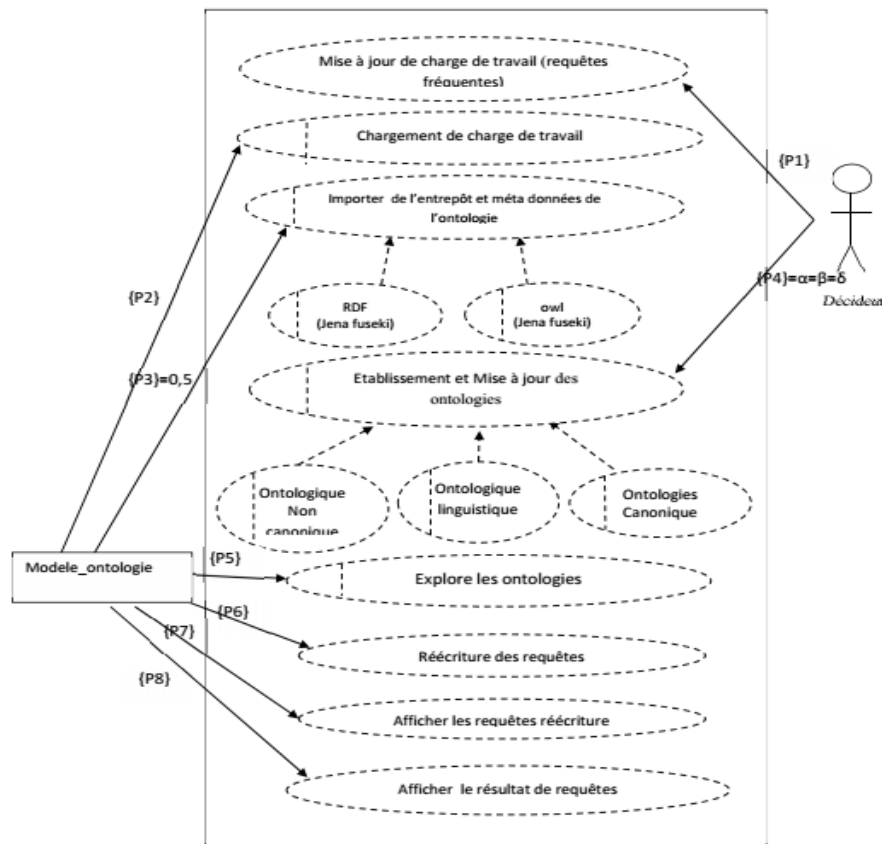 Mise à jour de charge de travail (requêtes
fréquentes)
Chargement de charge de travail
{P1}
Importer de l'entrepôt et méta données de
l'ontologie
{P2}
RDF
(Jena fuseki)
owl
(Jena fuseki)
{P4}=α=β=δ
Décideur
{P3}=0,5
Etablissement et Mise à jour des
ontologies
Ontologique
Non
canonique
Ontologique
linguistique
Ontologies
Canonique
Modele_ontologie
{P5}
Explore les ontologies
{P6}
{P7}
Réécriture des requêtes
{P8}
Afficher les requêtes réécriture
Afficher le résultat de requêtes